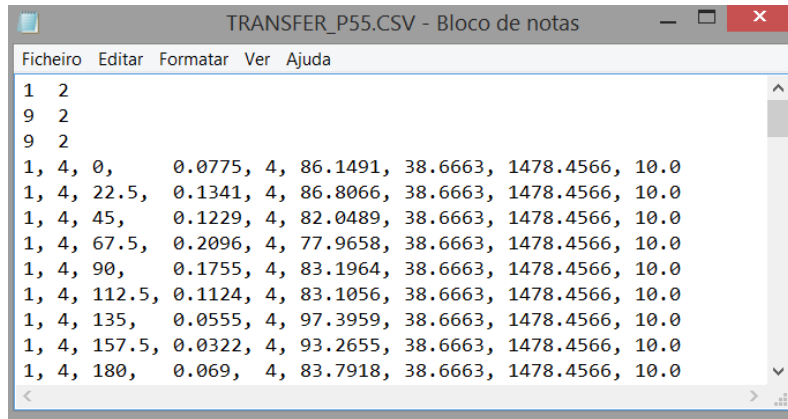 TRANSFER_P55.CSV - Bloco de notas
Ficheiro Editar Formatar Ver Ajuda
1 2
9 2
9 2
1, 4, 0, 0.0775, 4, 86.1491, 38.6663, 1478.4566, 10.0
1, 4, 22.5, 0.1341, 4, 86.8066, 38.6663, 1478.4566, 10.0
1, 4, 45, 0.1229, 4, 82.0489, 38.6663, 1478.4566, 10.0
1, 4, 67.5, 0.2096, 4, 77.9658, 38.6663, 1478.4566, 10.0
1, 4, 90, 0.1755, 4, 83.1964, 38.6663, 1478.4566, 10.0
1, 4, 112.5, 0.1124, 4, 83.1056, 38.6663, 1478.4566, 10.0
1, 4, 135, 0.0555, 4, 97.3959, 38.6663, 1478.4566, 10.0
1, 4, 157.5, 0.0322, 4, 93.2655, 38.6663, 1478.4566, 10.0
1, 4, 180, 0.069, 4, 83.7918, 38.6663, 1478.4566, 10.0